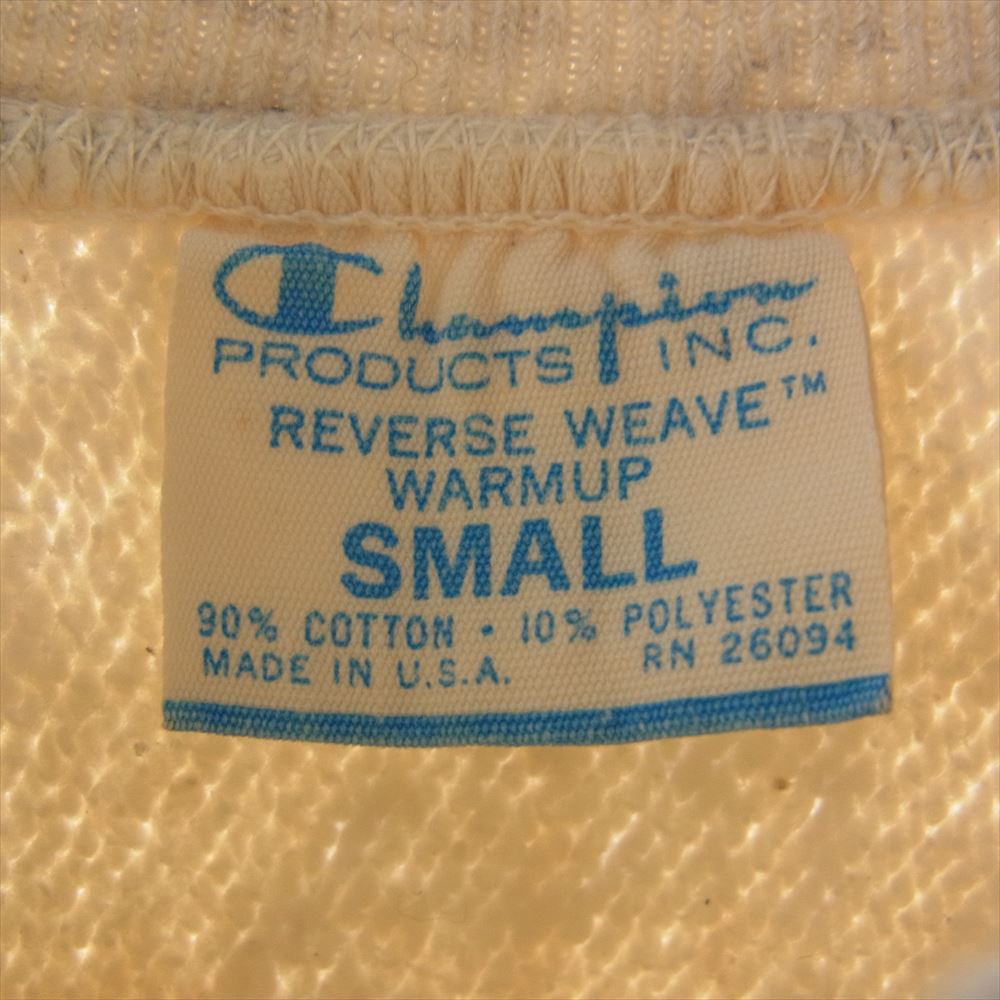 Champion
PRODUCTS INC.
REVERSE WEAVE™
WARMUP
SMALL
90% COTTON · 10% POLYESTER
MADE IN U.S.A. RN 26094